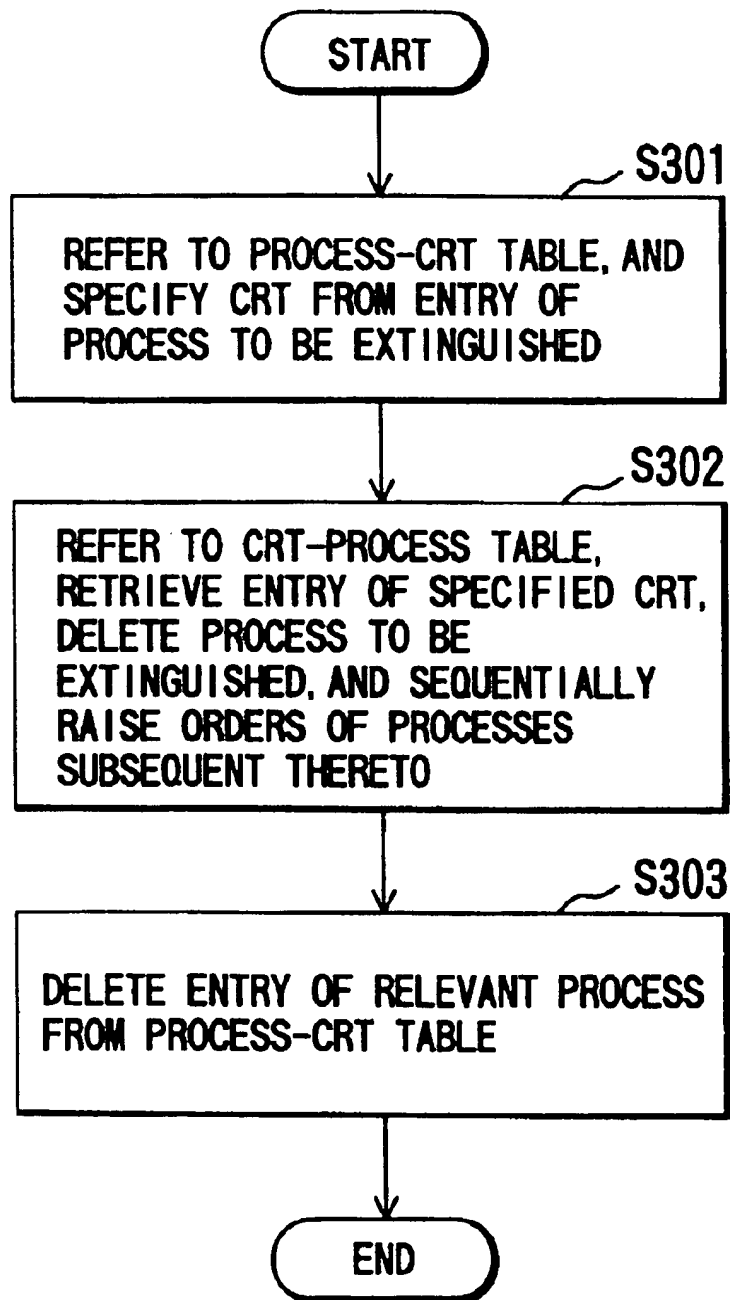 START
S301
REFER TO PROCESS-CRT TABLE, AND
SPECIFY CRT FROM ENTRY OF
PROCESS TO BE EXTINGUISHED
S302
REFER TO CRT-PROCESS TABLE,
RETRIEVE ENTRY OF SPECIFIED CRT,
DELETE PROCESS TO BE
EXTINGUISHED, AND SEQUENTIALLY
RAISE ORDERS OF PROCESSES
SUBSEQUENT THERETO
S303
DELETE ENTRY OF RELEVANT PROCESS
FROM PROCESS-CRT TABLE
END